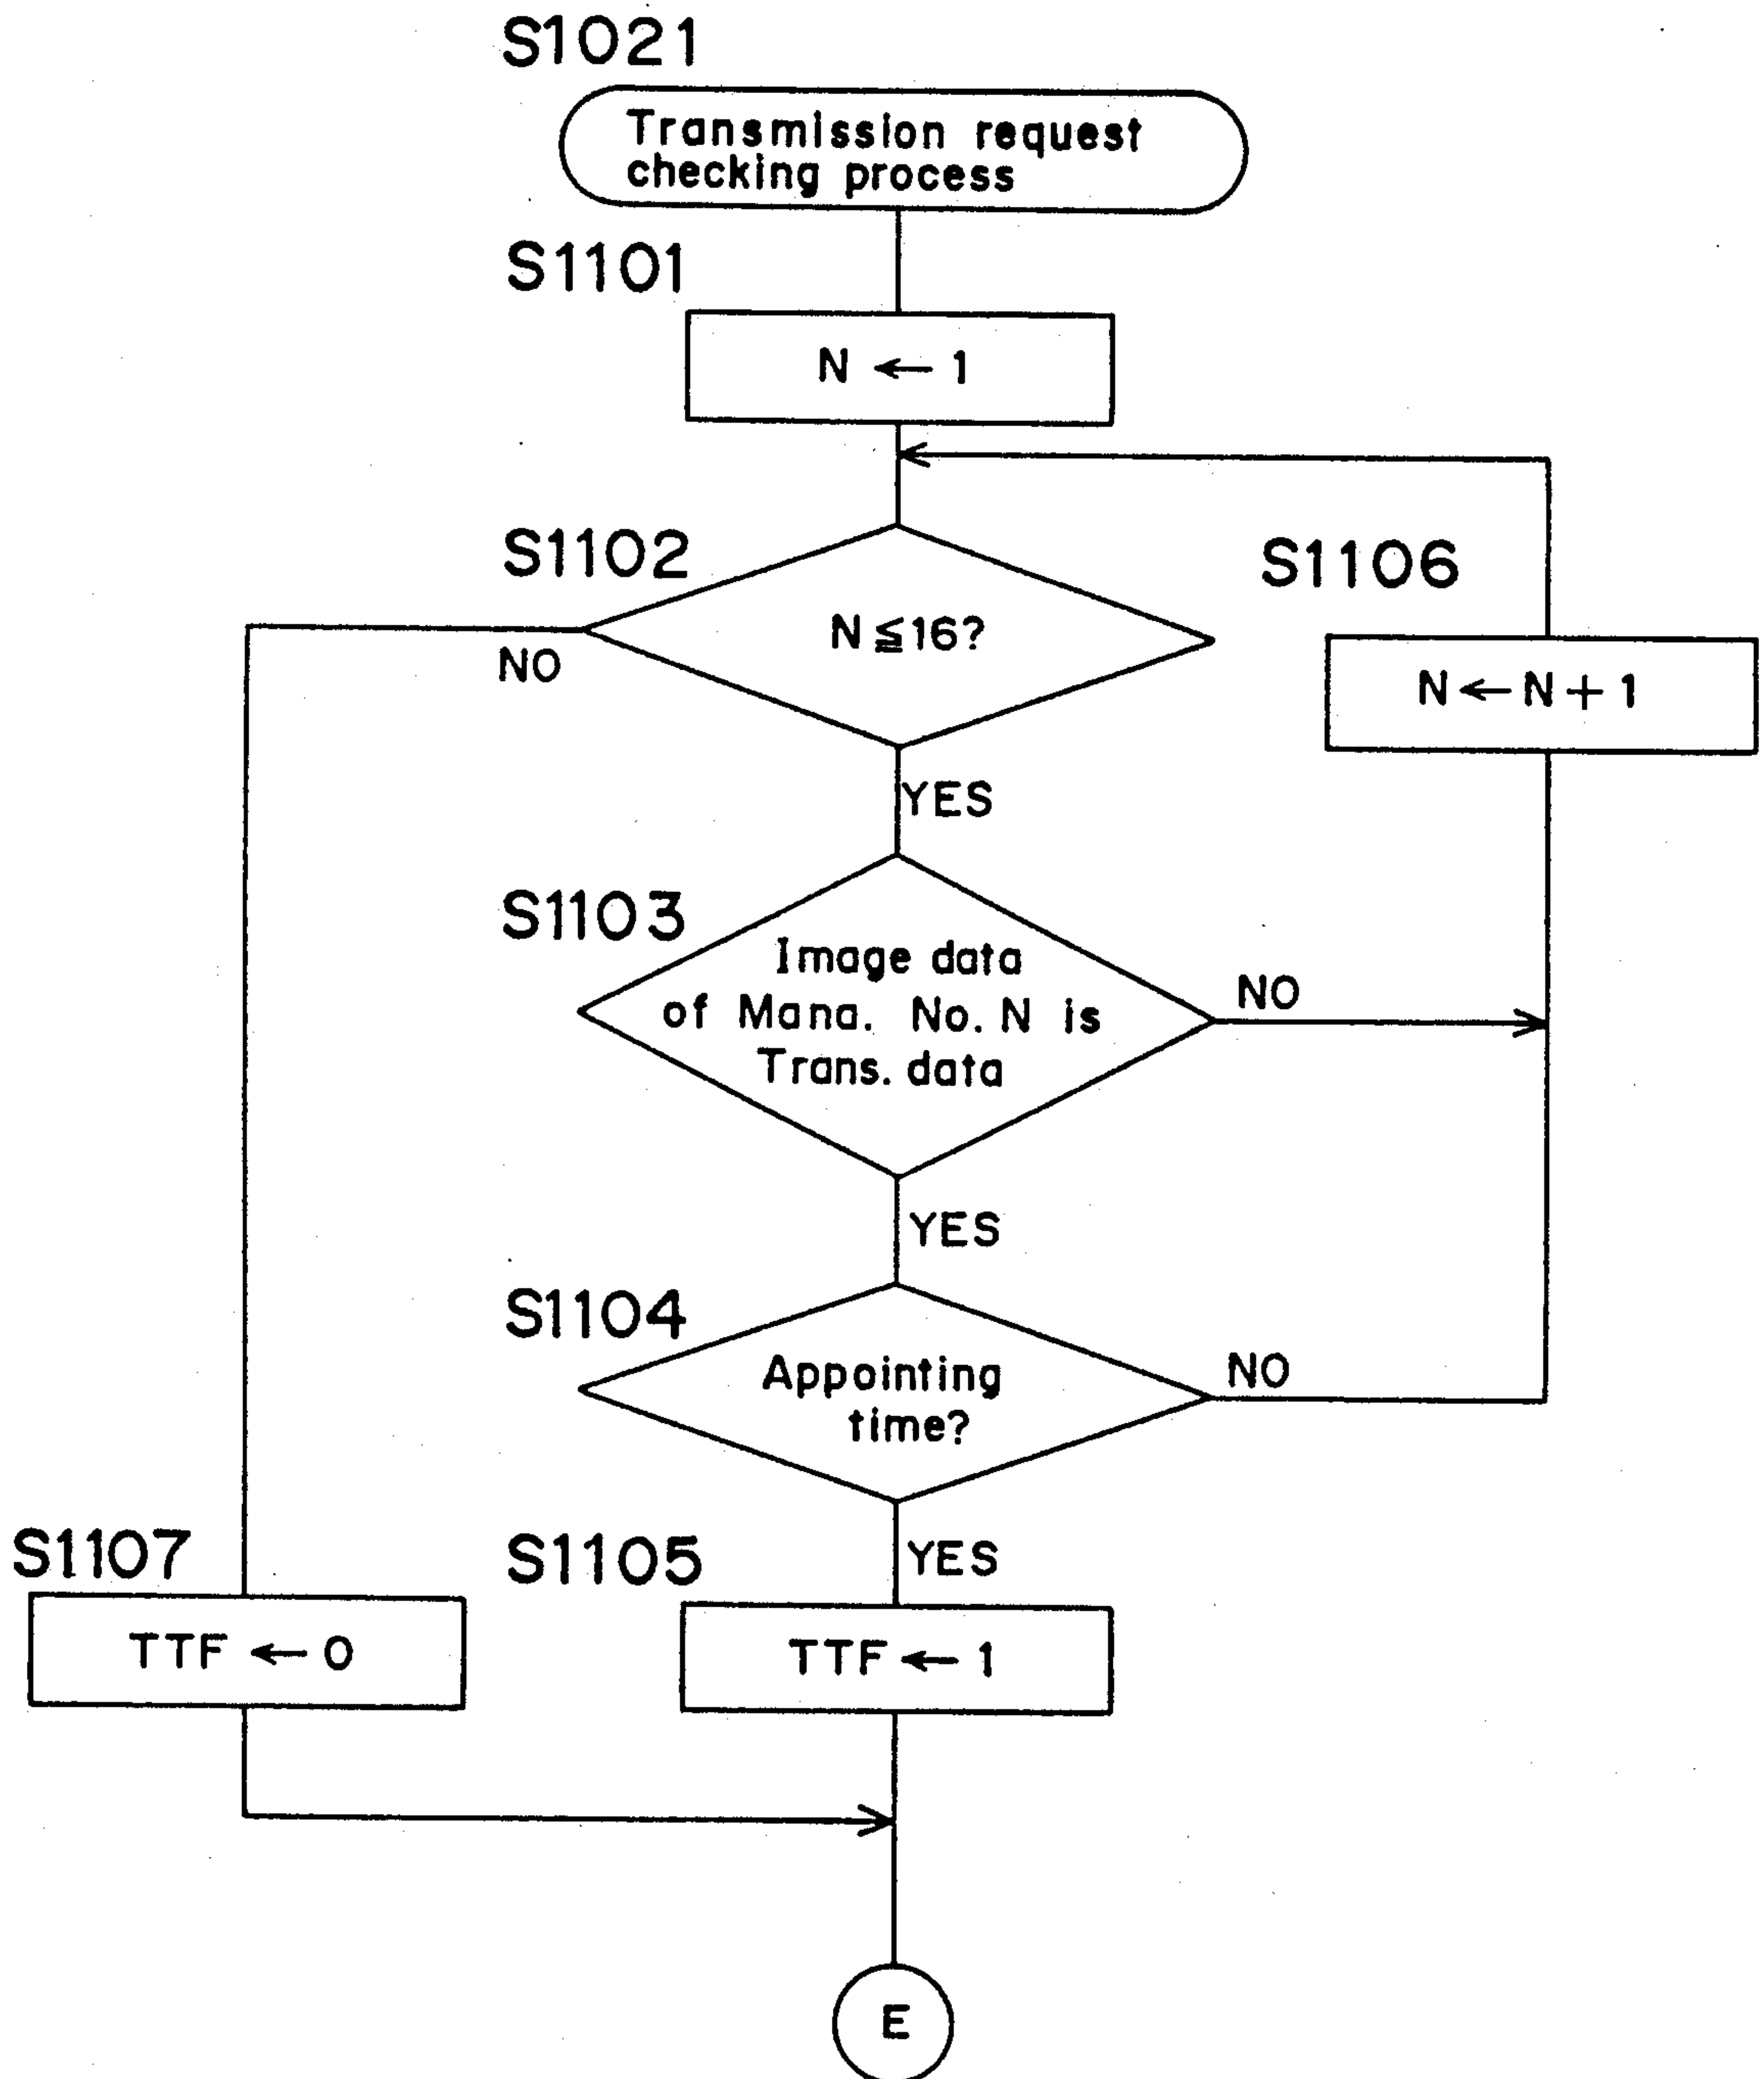 S1021
Transmission request
checking process
S1101
N ← 1
S1102
N ≦ 16?
NO
YES
S1106
N ← N + 1
S1103
Image data
of Mana. No. N is
Trans. data
NO
YES
S1104
Appointing
time?
NO
YES
S1107
TTF ← 0
S1105
TTF ← 1
E